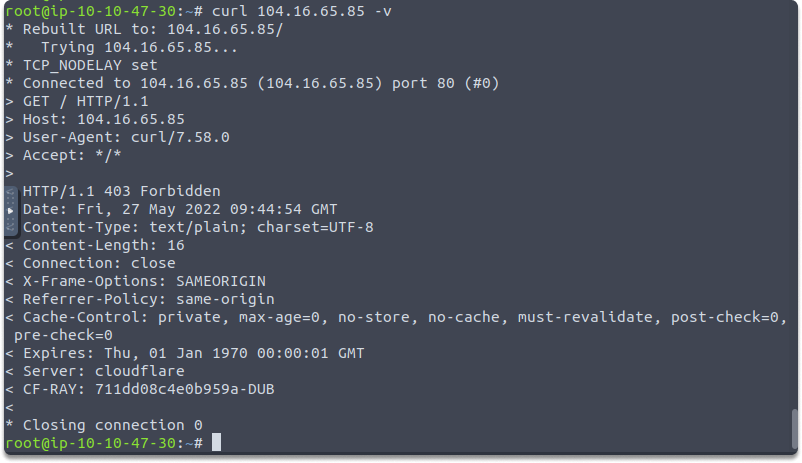 root@ip-10-10-47-30:~# curl 104.16.65.85 -v
* Rebuilt URL to: 104.16.65.85/
*   Trying 104.16.65.85...
* TCP_NODELAY set
* Connected to 104.16.65.85 (104.16.65.85) port 80 (#0)
> GET / HTTP/1.1
> Host: 104.16.65.85
> User-Agent: curl/7.58.0
> Accept: */*
>
HTTP/1.1 403 Forbidden
Date: Fri, 27 May 2022 09:44:54 GMT
Content-Type: text/plain; charset=UTF-8
< Content-Length: 16
< Connection: close
< X-Frame-Options: SAMEORIGIN
< Referrer-Policy: same-origin
< Cache-Control: private, max-age=0, no-store, no-cache, must-revalidate, post-check=0,
pre-check=0
< Expires: Thu, 01 Jan 1970 00:00:01 GMT
< Server: cloudflare
< CF-RAY: 711dd08c4e0b959a-DUB
<
* Closing connection 0
root@ip-10-10-47-30:~#